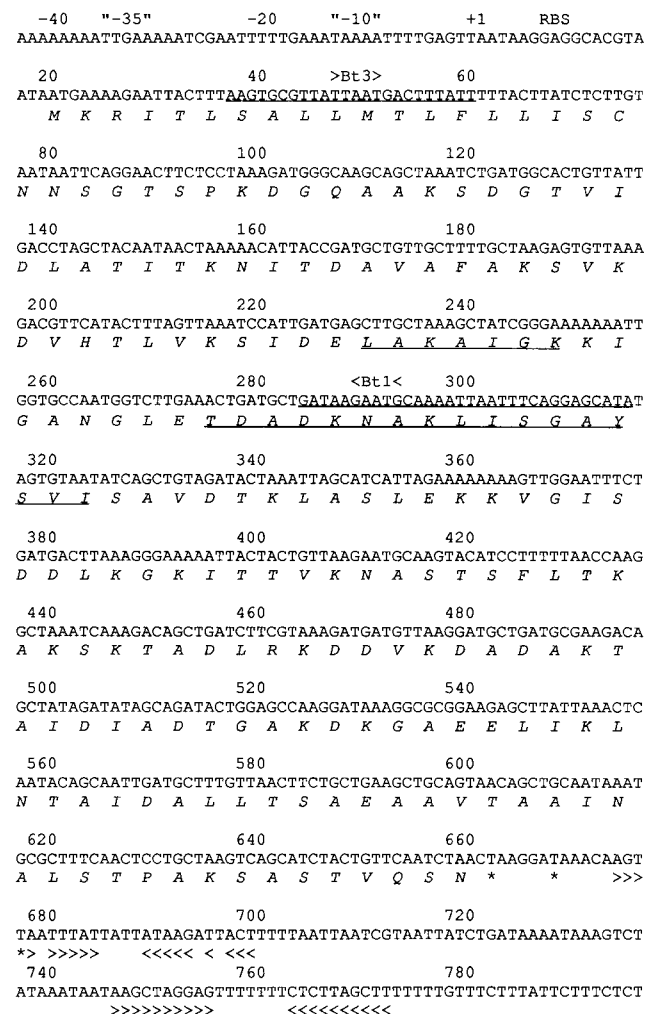 -40 "-35" -20 "-10" +1 RBS
AAAAAAAAATTGAAAAATCGAATTTTTGAAATAAAATTTTGAGTTAATAAGGAGGCACGTA
20 40 >Bt3> 60
ATAATGAAAAGAATTACTTTAAGTGCGTTATTAATGACTTTATTTTTACTTATCTCTTGT
M K R I T L S A L L M T L F L L I S C
80 100 120
AATAATTCAGGAACTTCTCCTAAAGATGGGCAAGCAGCTAAATCTGATGGCACTGTTATT
N N S G T S P K D G Q A A K S D G T V I
140 160 180
GACCTAGCTACAATAACTAAAAACATTACCGATGCTGTTGCTTTTGCTAAGAGTGTTAAA
D L A T I T K N I T D A V A F A K S V K
200 220 240
GACGTTCATACTTTAGTTAAATCCATTGATGAGCTTGCTAAAGCTATCGGGAAAAAAATT
D V H T L V K S I D E L A K A I G K K I
260 280 <Bt1< 300
GGTGCCAATGGTCTTGAAACTGATGCTGATAAGAATGCAAAATTAATTTCAGGAGCATAT
G A N G L E T D A D K N A K L I S G A Y
320 340 360
AGTGTAATATCAGCTGTAGATACTAAATTAGCATCATTAGAAAAAAAAGTTGGAATTTCT
S V I S A V D T K L A S L E K K V G I S
380 400 420
GATGACTTAAAGGGAAAAATTACTACTGTTAAGAATGCAAGTACATCCTTTTTAACCAAG
D D L K G K I T T V K N A S T S F L T K
440 460 480
GCTAAATCAAAGACAGCTGATCTTCGTAAAGATGATGTTAAGGATGCTGATGCGAAGACA
A K S K T A D L R K D D V K D A D A K T
500 520 540
GCTATAGATATAGCAGATACTGGAGCCAAGGATAAAGGCGCGGAAGAGCTTATTAAACTC
A I D I A D T G A K D K G A E E L I K L
560 580 600
AATACAGCAATTGATGCTTTGTTAACTTCTGCTGAAGCTGCAGTAACAGCTGCAATAAAT
N T A I D A L L T S A E A A V T A A I N
620 640 660
GCGCTTTCAACTCCTGCTAAGTCAGCATCTACTGTTCAATCTAACTAAGGATAAACAAGT
A L S T P A K S A S T V Q S N * * >>>
680 700 720
TAATTTATTATTATAAGATTACTTTTTAATTAATCGTAATTATCTGATAAAATAAAGTCT
*> >>>>> <<<<< < <<<
740 760 780
ATAAATAATAAGCTAGGAGTTTTTTTCTCTTAGCTTTTTTTTGTTTCTTTATTCTTTCTCT
>>>>>>>>>> <<<<<<<<<<